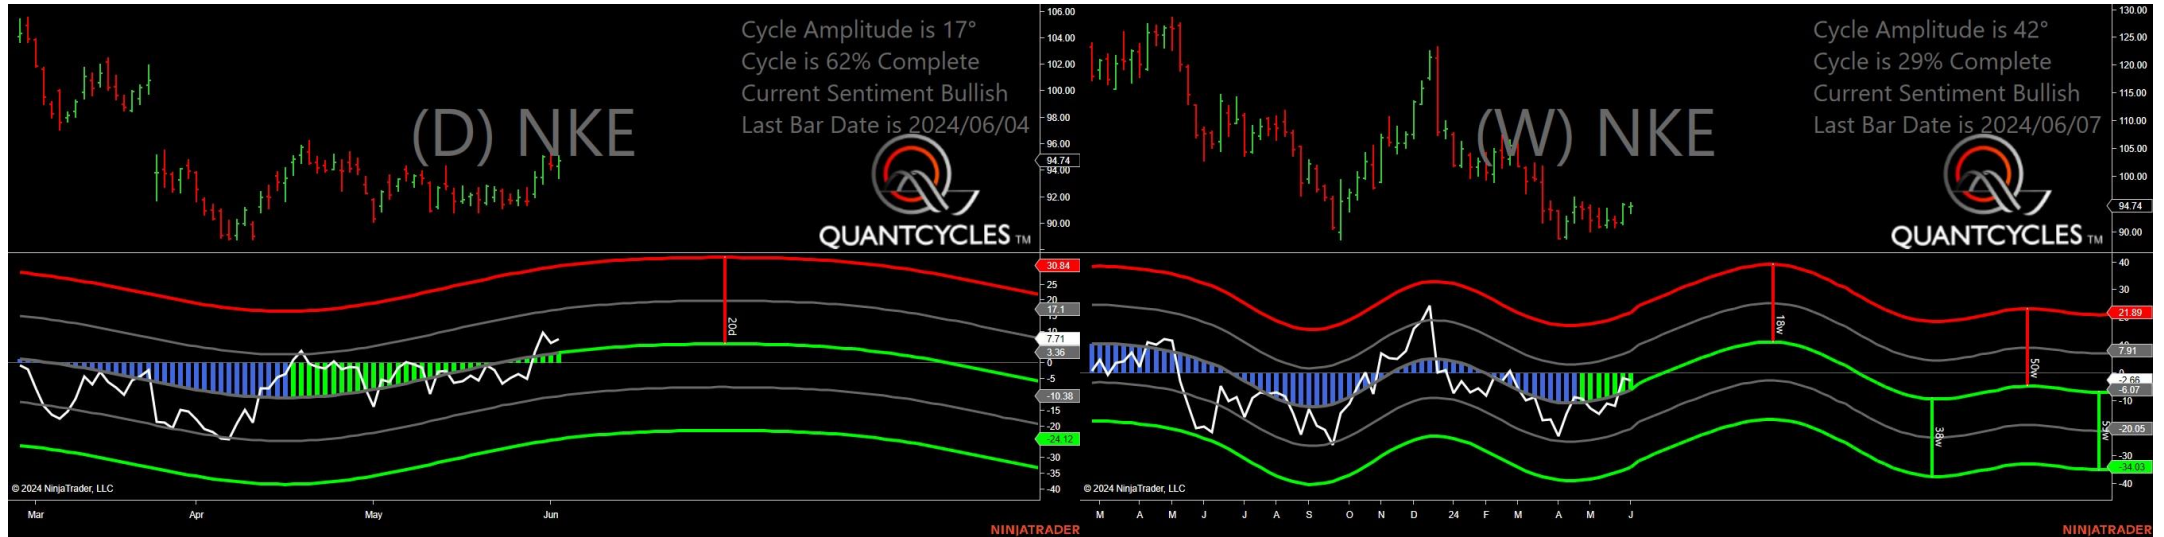 Cycle Amplitude is 17°
Cycle is 62% Complete
Current Sentiment Bullish
Last Bar Date is 2024/06/04
(D) NKE
QUANTCYCLES TM
106.00
104.00
102.00
100.00
98.00
96.00
94.74
94.00
92.00
90.00
30.84
25
20
17.1
15
10
7.71
3.36
0
-5
-10.38
-15
-20
-24.12
-30
-35
-40
20d
© 2024 NinjaTrader, LLC
Mar Apr May Jun
NINJATRADER
Cycle Amplitude is 42°
Cycle is 29% Complete
Current Sentiment Bullish
Last Bar Date is 2024/06/07
(W) NKE
QUANTCYCLES TM
130.00
125.00
120.00
115.00
110.00
105.00
100.00
94.74
90.00
40
30
21.89
7.91
0
-2.66
-6.07
-10
-20.05
-30
-34.03
-40
18w
50w
38w
© 2024 NinjaTrader, LLC
M A M J J A S O N D 24 F M A M J
NINJATRADER